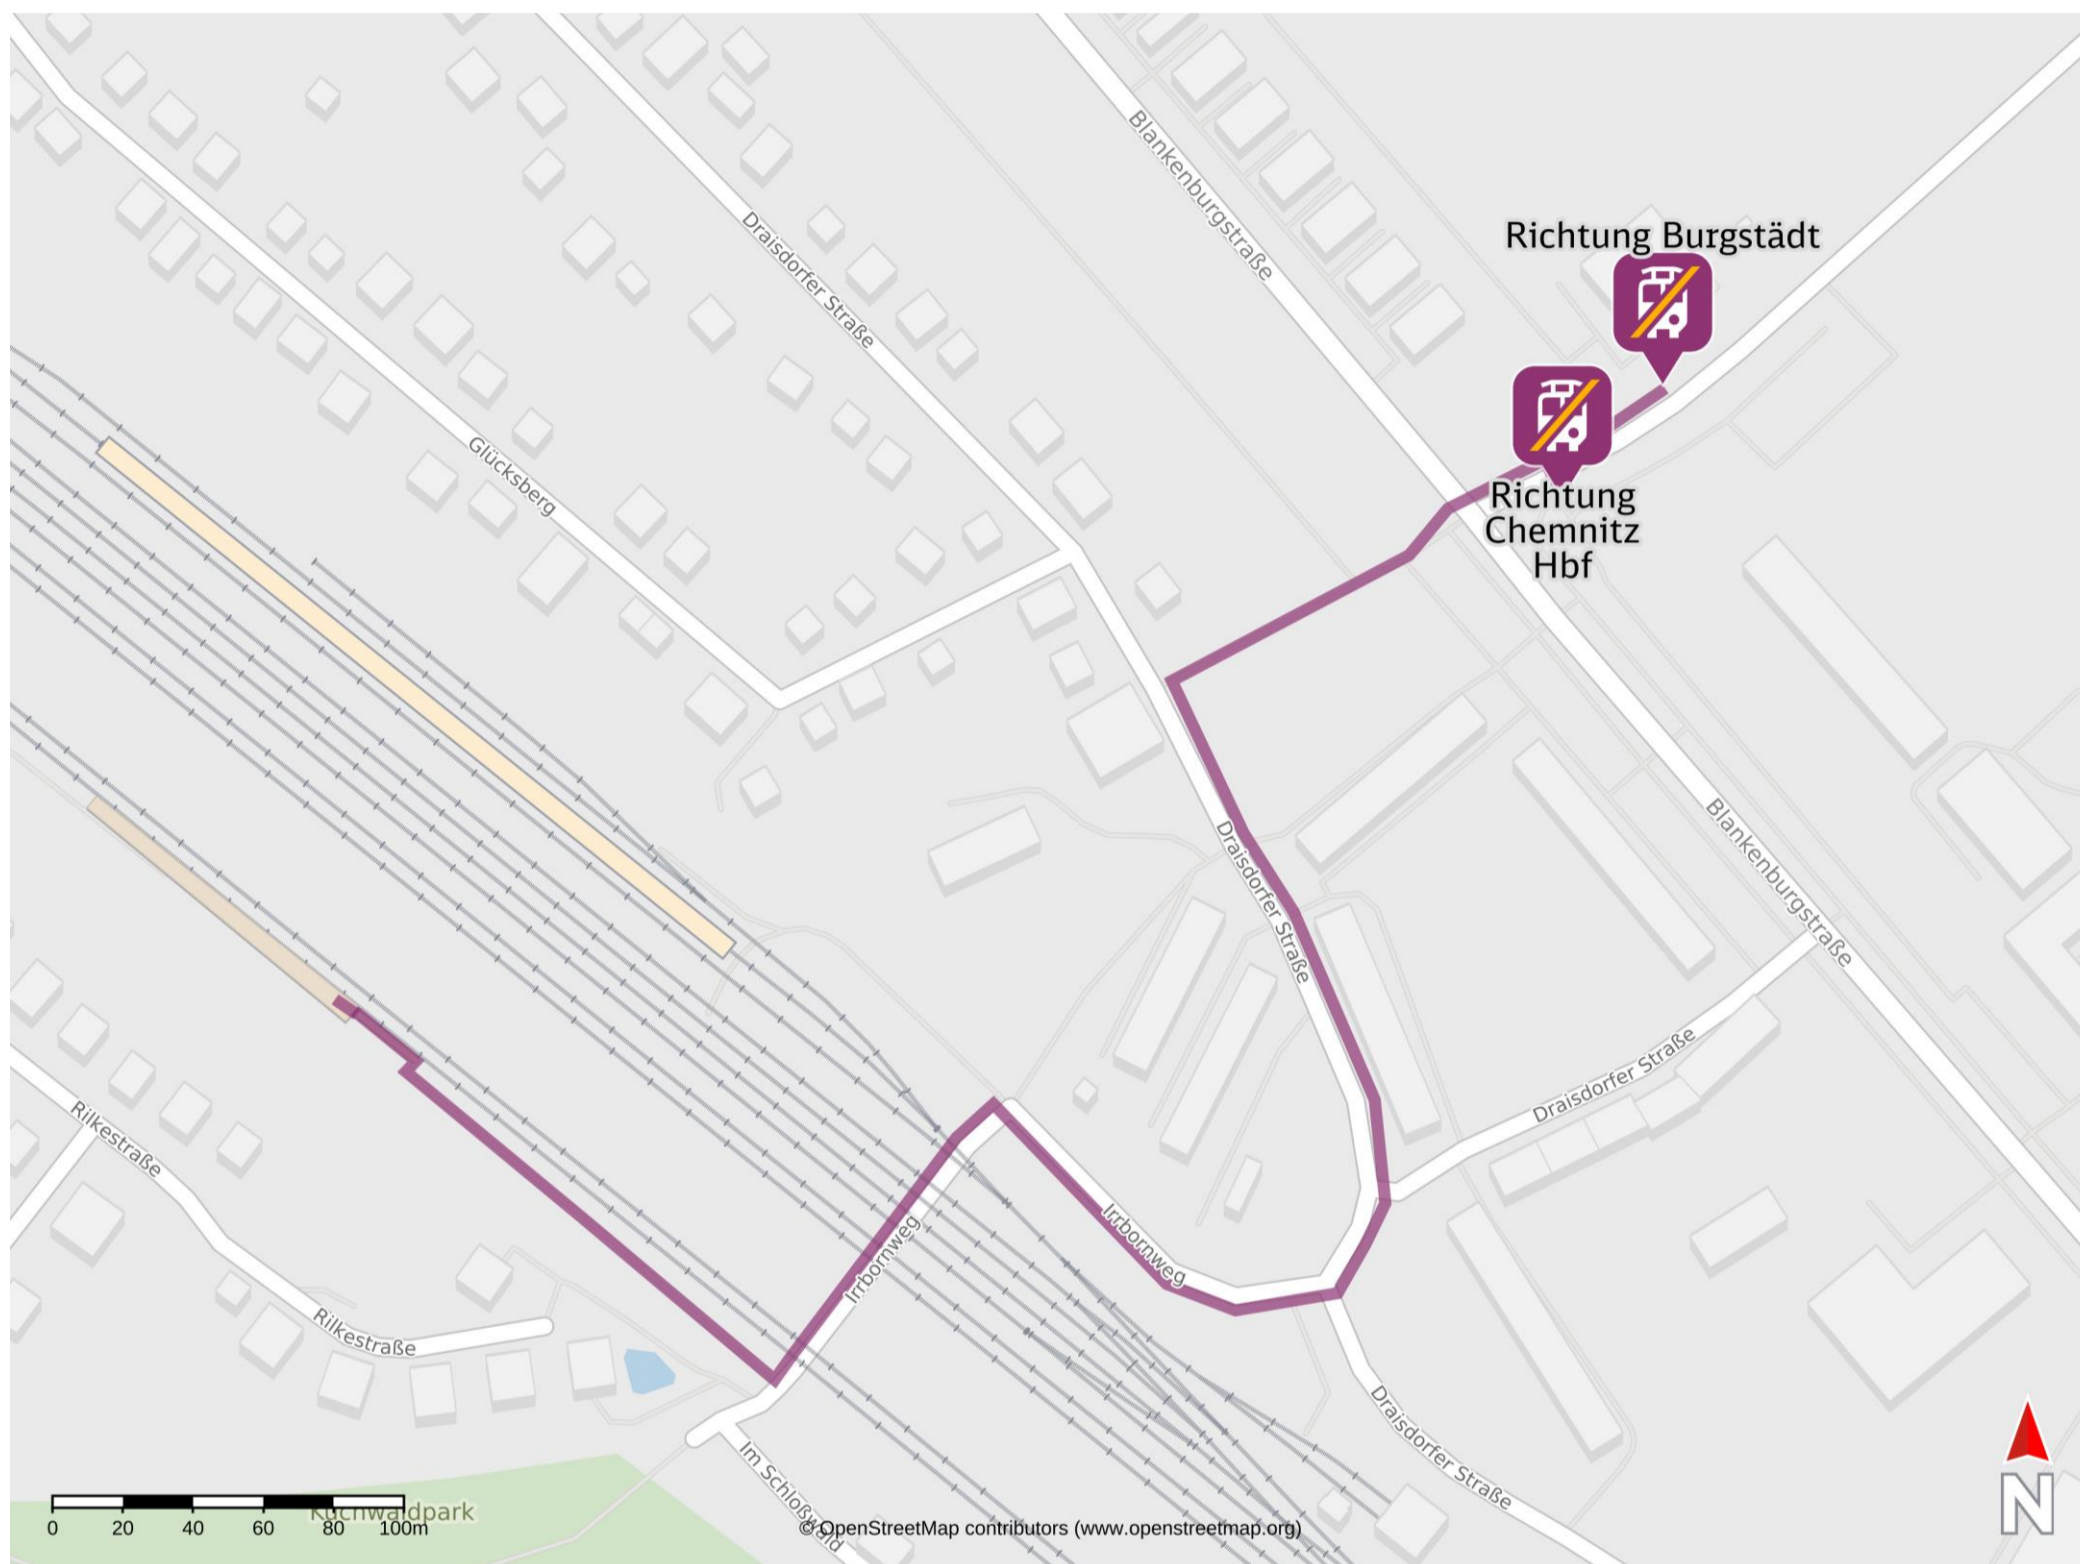 Blankenburgstraße
Draisdorfer Straße
Richtung Burgstädt
Glücksberg
Richtung
Chemnitz
Hbf
Draisdorfer Straße
Blankenburgstraße
Draisdorfer Straße
Rilkestraße
Irrbornweg
Irrbornweg
Rilkestraße
Draisdorfer Straße
Im Schloßwald
Küchwaldpark
0 20 40 60 80 100m
© OpenStreetMap contributors (www.openstreetmap.org)
N